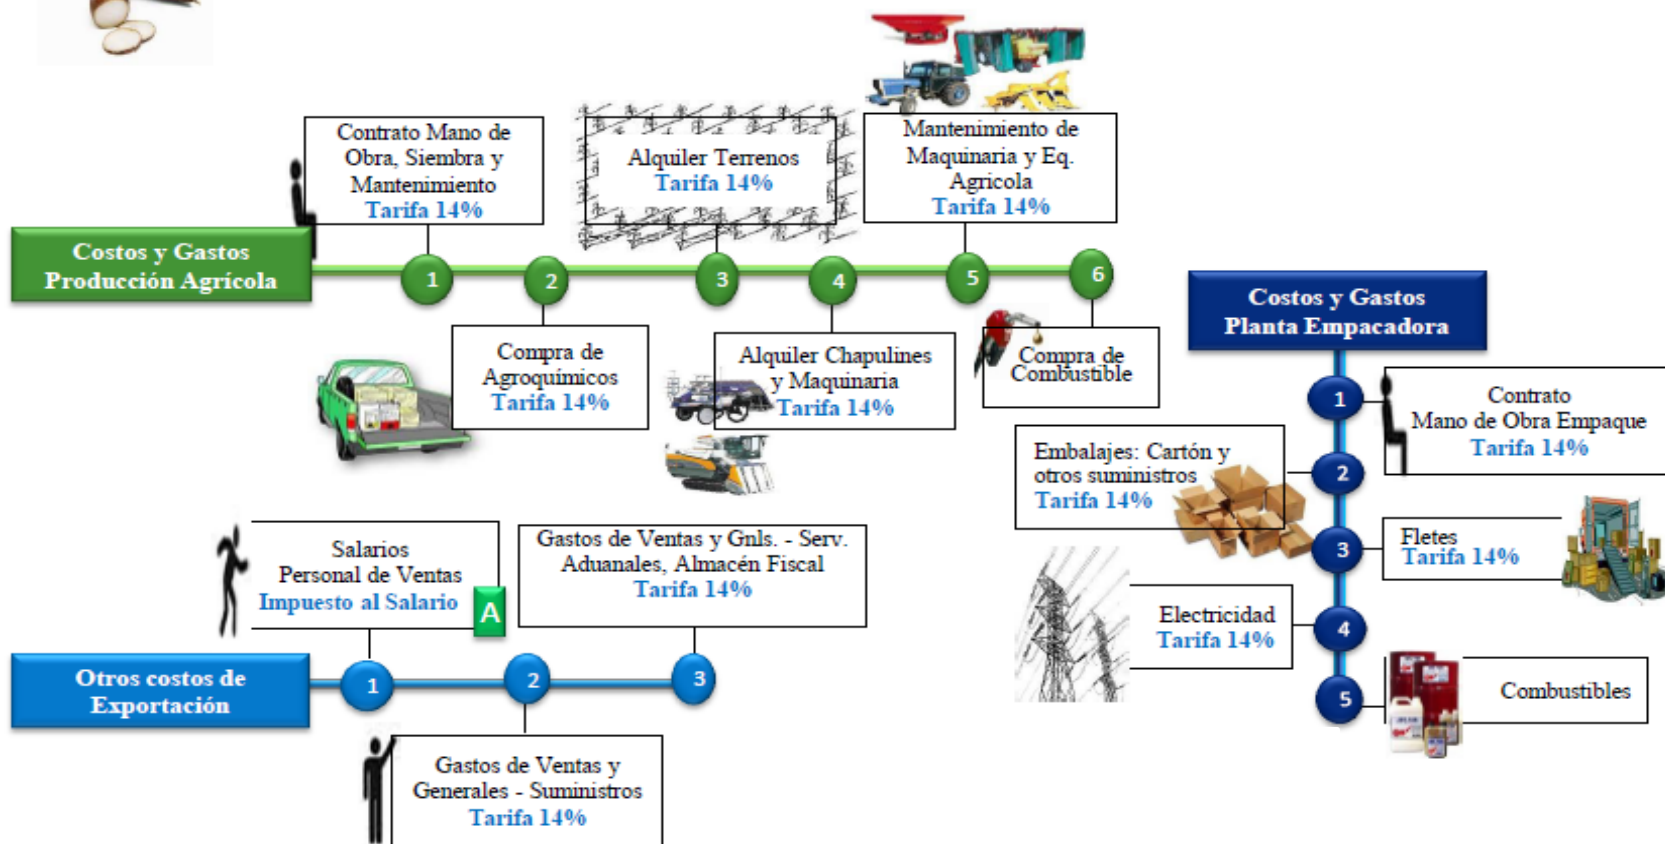 Contrato Mano de
Obra, Siembra y
Mantenimiento
Tarifa 14%
Alquiler Terrenos
Tarifa 14%
Mantenimiento de
Maquinaria y Eq.
Agricola
Tarifa 14%
Costos y Gastos
Producción Agrícola
1
2
3
4
5
6
Compra de
Agroquímicos
Tarifa 14%
Alquiler Chapulines
y Maquinaria
Tarifa 14%
Compra de
Combustible
Costos y Gastos
Planta Empacadora
1
Contrato
Mano de Obra Empaque
Tarifa 14%
Embalajes: Cartón y
otros suministros
Tarifa 14%
2
3
Fletes
Tarifa 14%
Electricidad
Tarifa 14%
4
5
Combustibles
Salarios
Personal de Ventas
Impuesto al Salario
A
Gastos de Ventas y Gnls. - Serv.
Aduanales, Almacén Fiscal
Tarifa 14%
Otros costos de
Exportación
1
2
3
Gastos de Ventas y
Generales - Suministros
Tarifa 14%